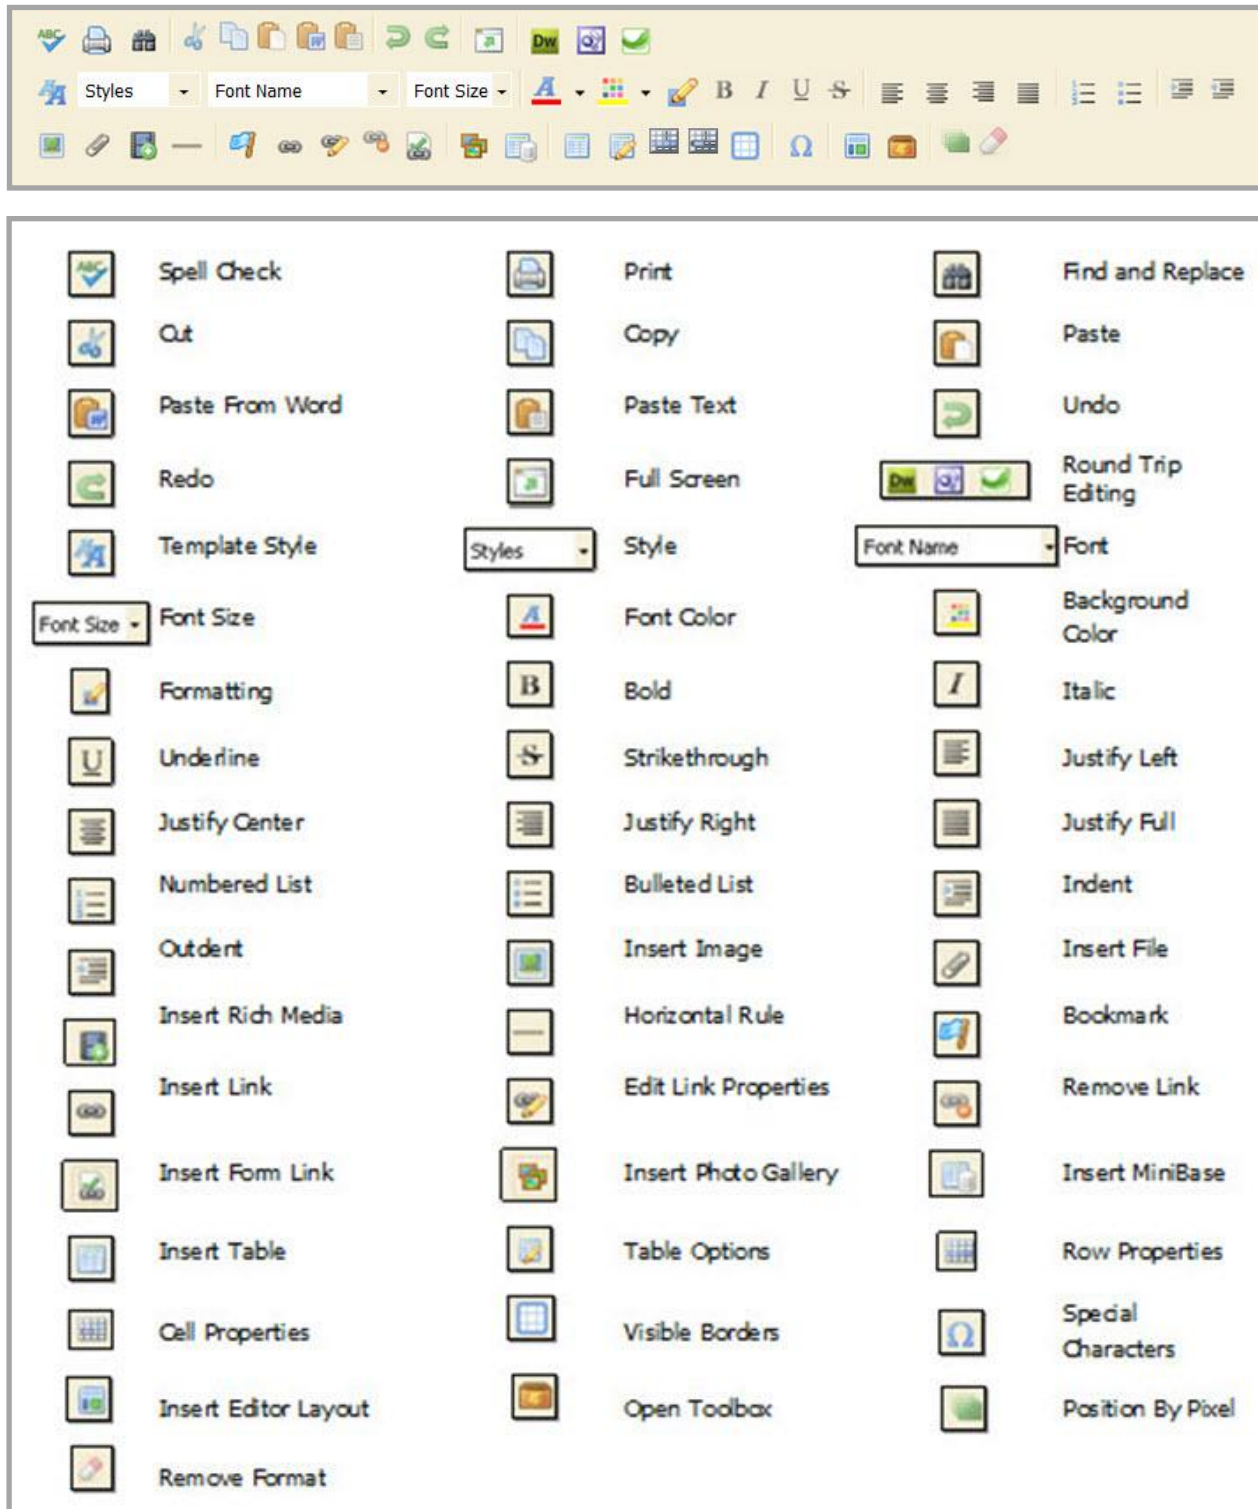 ABC
Dw
Styles Font Name Font Size A B I U S
Ω
ABC Spell Check Print Find and Replace
Cut Copy Paste
Paste From Word Paste Text Undo
Redo Full Screen Dw Round Trip
Editing
Template Style Styles Style Font Name Font
Font Size Font Size A Font Color Background
Color
Formatting B Bold I Italic
U Underline S Strikethrough Justify Left
Justify Center Justify Right Justify Full
Numbered List Bulleted List Indent
Outdent Insert Image Insert File
Insert Rich Media Horizontal Rule Bookmark
Insert Link Edit Link Properties Remove Link
Insert Form Link Insert Photo Gallery Insert MiniBase
Insert Table Table Options Row Properties
Cell Properties Visible Borders Ω Special
Characters
Insert Editor Layout Open Toolbox Position By Pixel
Remove Format